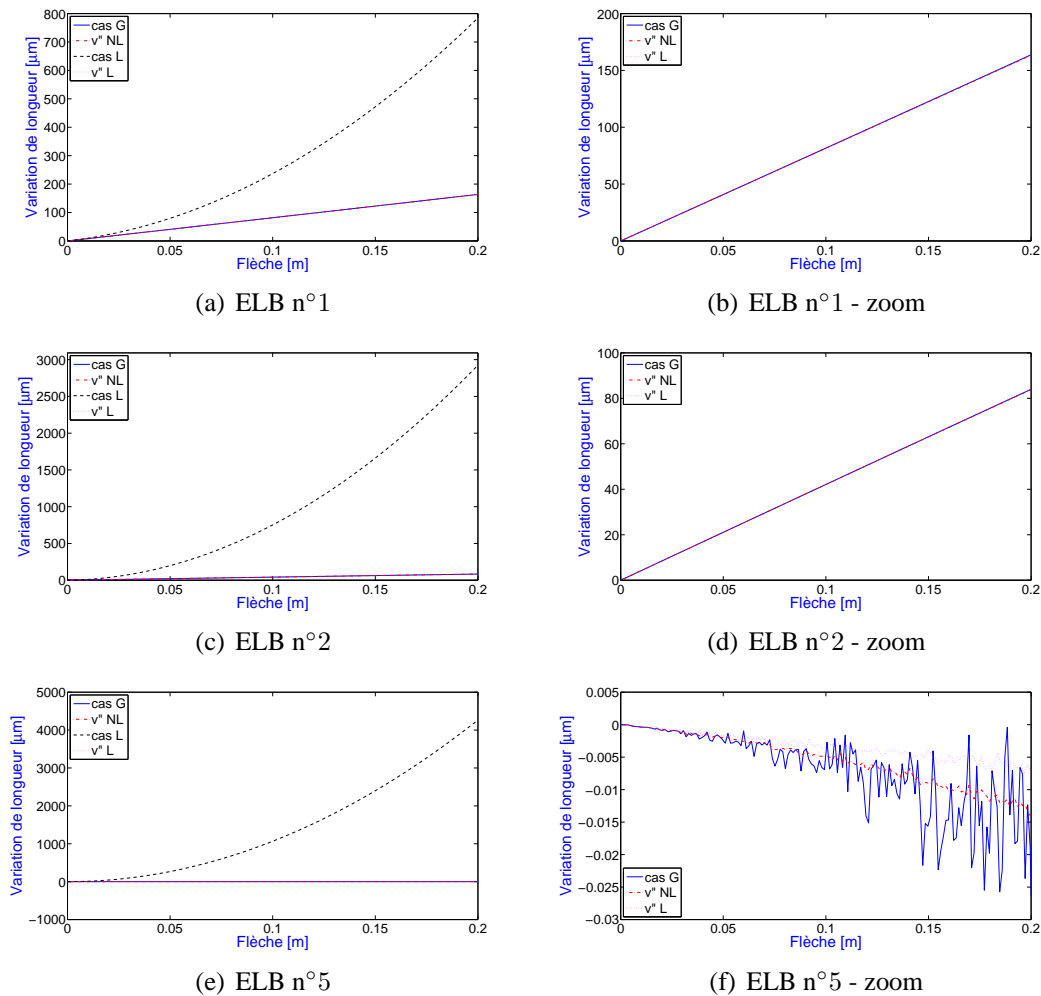 800
700
600
500
400
300
200
100
0
0
0.05
0.1
0.15
0.2
Variation de longueur [µm]
Flèche [m]
cas G
v" NL
cas L
v" L
(a) ELB n°1
200
150
100
50
0
0
0.05
0.1
0.15
0.2
Variation de longueur [µm]
Flèche [m]
cas G
v" NL
v" L
(b) ELB n°1 - zoom
3000
2500
2000
1500
1000
500
0
0
0.05
0.1
0.15
0.2
Variation de longueur [µm]
Flèche [m]
cas G
v" NL
cas L
v" L
(c) ELB n°2
100
80
60
40
20
0
0
0.05
0.1
0.15
0.2
Variation de longueur [µm]
Flèche [m]
cas G
v" NL
v" L
(d) ELB n°2 - zoom
5000
4000
3000
2000
1000
0
−1000
0
0.05
0.1
0.15
0.2
Variation de longueur [µm]
Flèche [m]
cas G
v" NL
cas L
v" L
(e) ELB n°5
0.005
0
−0.005
−0.01
−0.015
−0.02
−0.025
−0.03
0
0.05
0.1
0.15
0.2
Variation de longueur [µm]
Flèche [m]
cas G
v" NL
v" L
(f) ELB n°5 - zoom